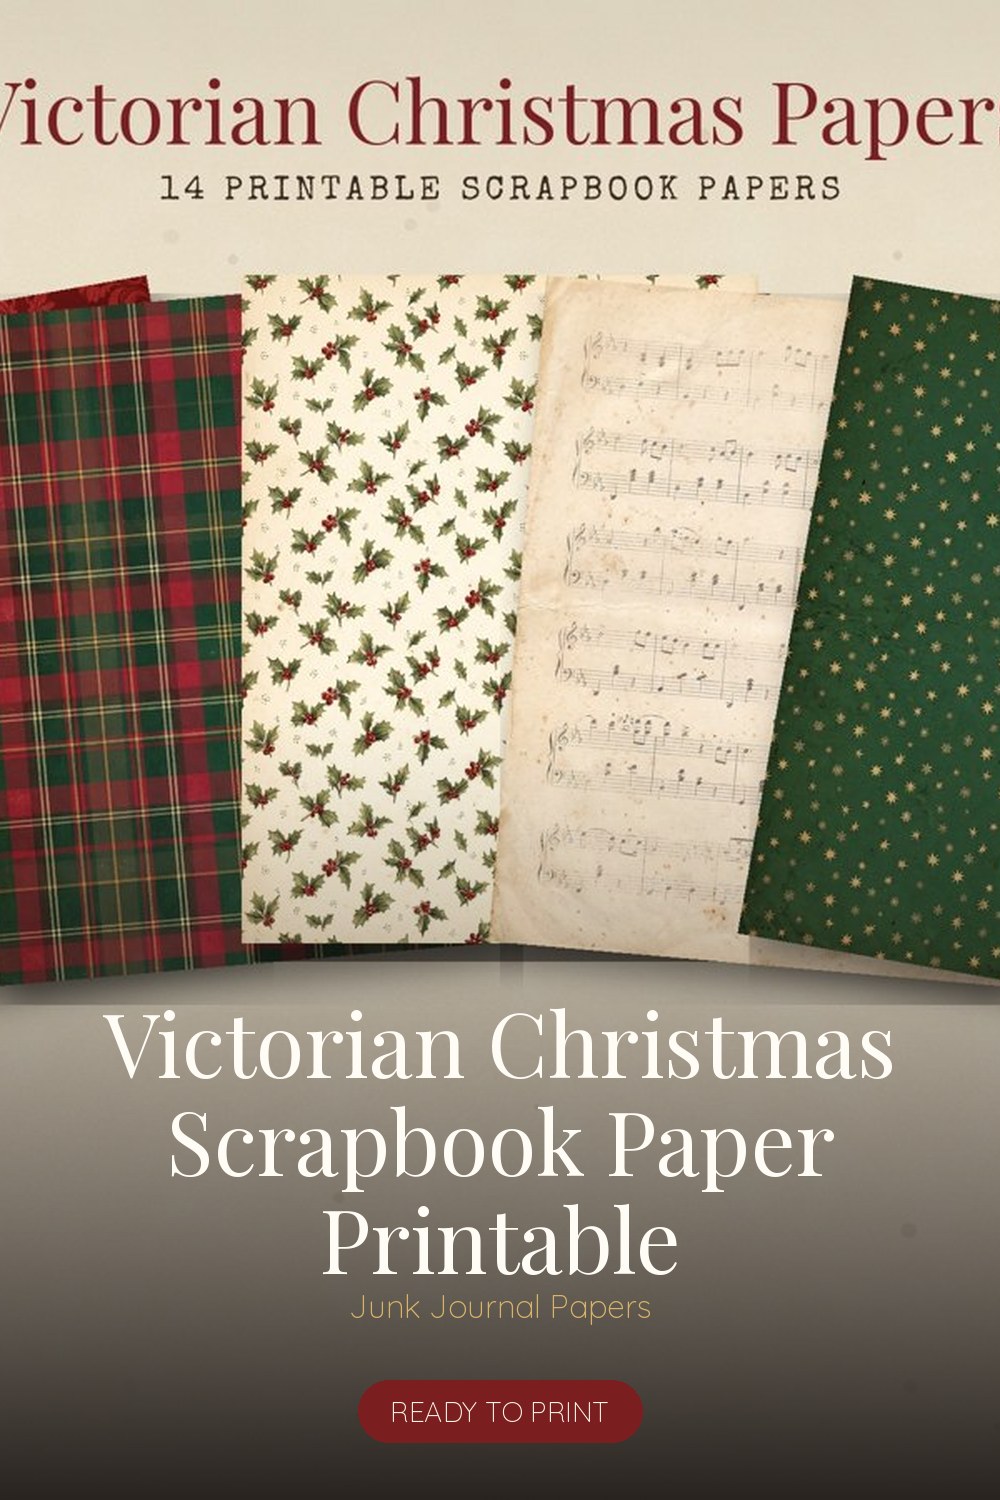 Victorian Christmas Papers
14 PRINTABLE SCRAPBOOK PAPERS
Victorian Christmas
Scrapbook Paper
Printable
Junk Journal Papers
READY TO PRINT